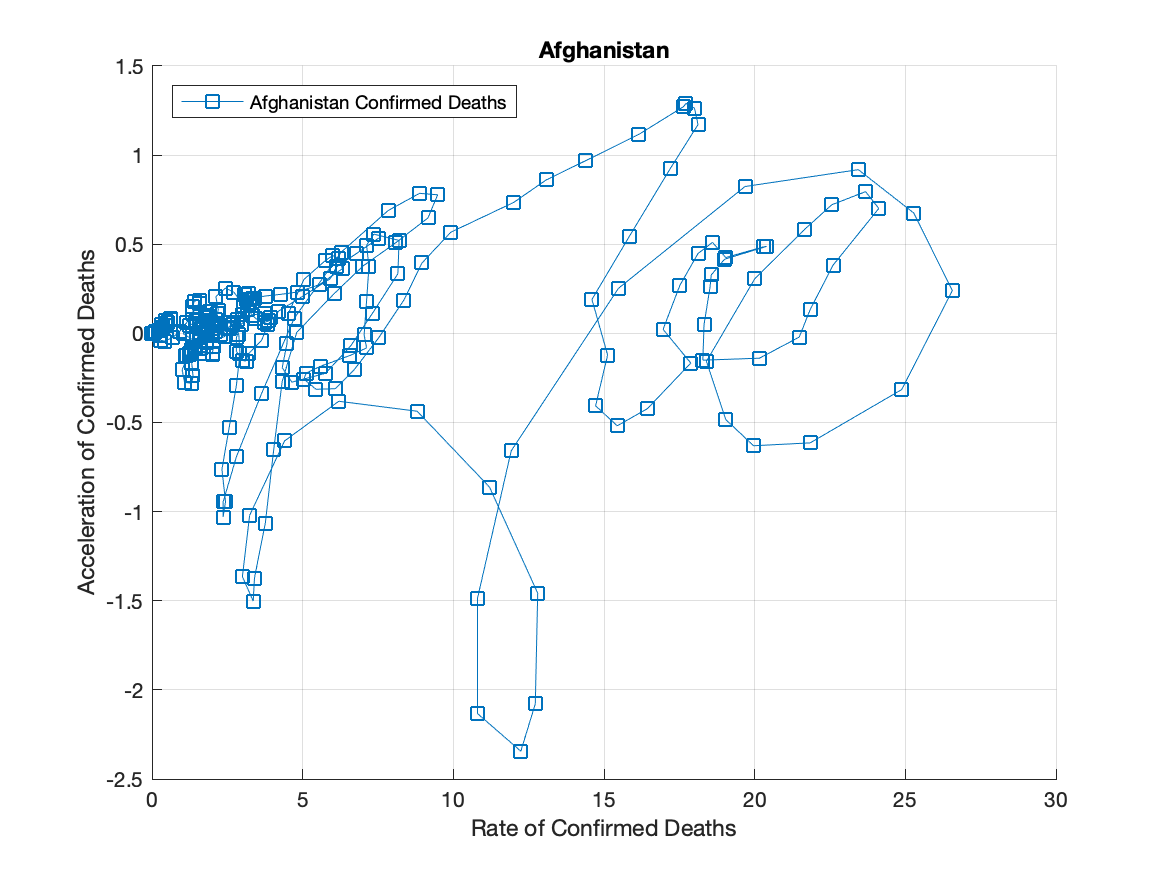 Afghanistan
1.5
Afghanistan Confirmed Deaths
1
0.5
0
-0.5
-1
-1.5
-2
-2.5
Acceleration of Confirmed Deaths
0 5 10 15 20 25 30
Rate of Confirmed Deaths